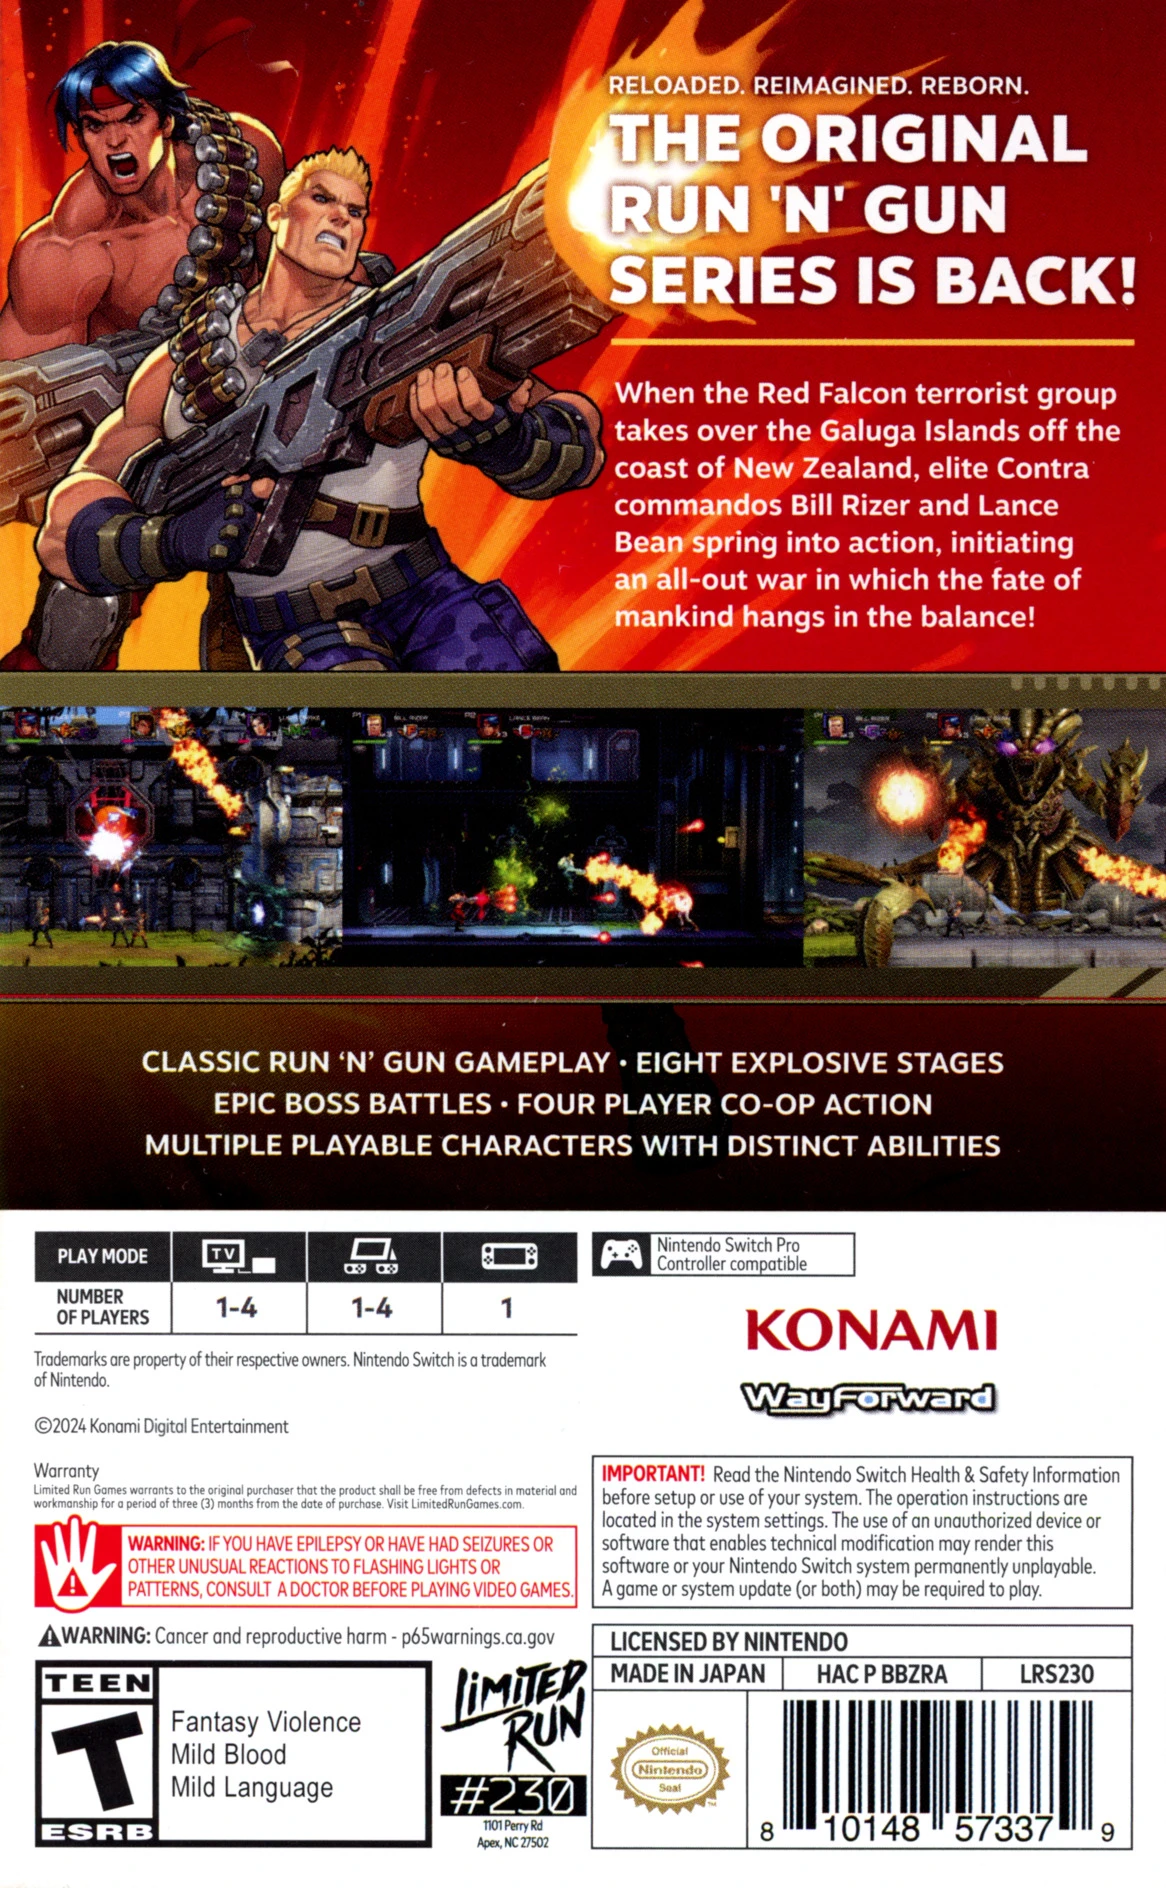 RELOADED. REIMAGINED. REBORN.
THE ORIGINAL
RUN 'N' GUN
SERIES IS BACK!
When the Red Falcon terrorist group
takes over the Galuga Islands off the
coast of New Zealand, elite Contra
commandos Bill Rizer and Lance
Bean spring into action, initiating
an all-out war in which the fate of
mankind hangs in the balance!
BILL RIZER
LANCE BEAN
BILL RIZER
CLASSIC RUN ‘N’ GUN GAMEPLAY • EIGHT EXPLOSIVE STAGES
EPIC BOSS BATTLES • FOUR PLAYER CO-OP ACTION
MULTIPLE PLAYABLE CHARACTERS WITH DISTINCT ABILITIES
PLAY MODE
TV
NUMBER
OF PLAYERS
1-4
1-4
1
Nintendo Switch Pro
Controller compatible
KONAMI
WayForward
Trademarks are property of their respective owners. Nintendo Switch is a trademark
of Nintendo.
©2024 Konami Digital Entertainment
Warranty
Limited Run Games warrants to the original purchaser that the product shall be free from defects in material and
workmanship for a period of three (3) months from the date of purchase. Visit LimitedRunGames.com.
WARNING: IF YOU HAVE EPILEPSY OR HAVE HAD SEIZURES OR
OTHER UNUSUAL REACTIONS TO FLASHING LIGHTS OR
PATTERNS, CONSULT A DOCTOR BEFORE PLAYING VIDEO GAMES.
WARNING: Cancer and reproductive harm - p65warnings.ca.gov
IMPORTANT! Read the Nintendo Switch Health & Safety Information
before setup or use of your system. The operation instructions are
located in the system settings. The use of an unauthorized device or
software that enables technical modification may render this
software or your Nintendo Switch system permanently unplayable.
A game or system update (or both) may be required to play.
TEEN
T
ESRB
Fantasy Violence
Mild Blood
Mild Language
LIMITED
RUN
#230
1101 Perry Rd
Apex, NC 27502
LICENSED BY NINTENDO
MADE IN JAPAN
HAC P BBZRA
LRS230
Official
Nintendo
Seal
8 10148 57337 9